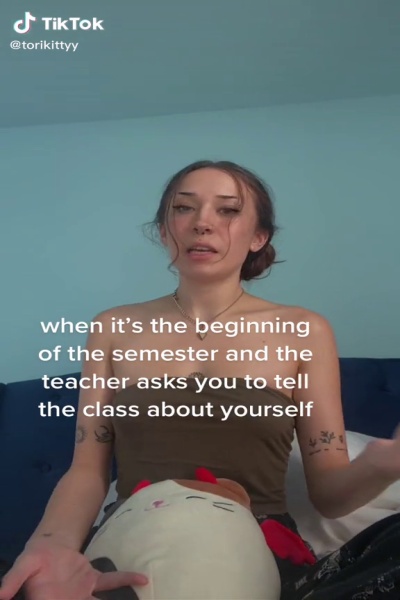 TikTok
@torikittyy
when it's the beginning
of the semester and the
teacher asks you to tell
the class about yourself